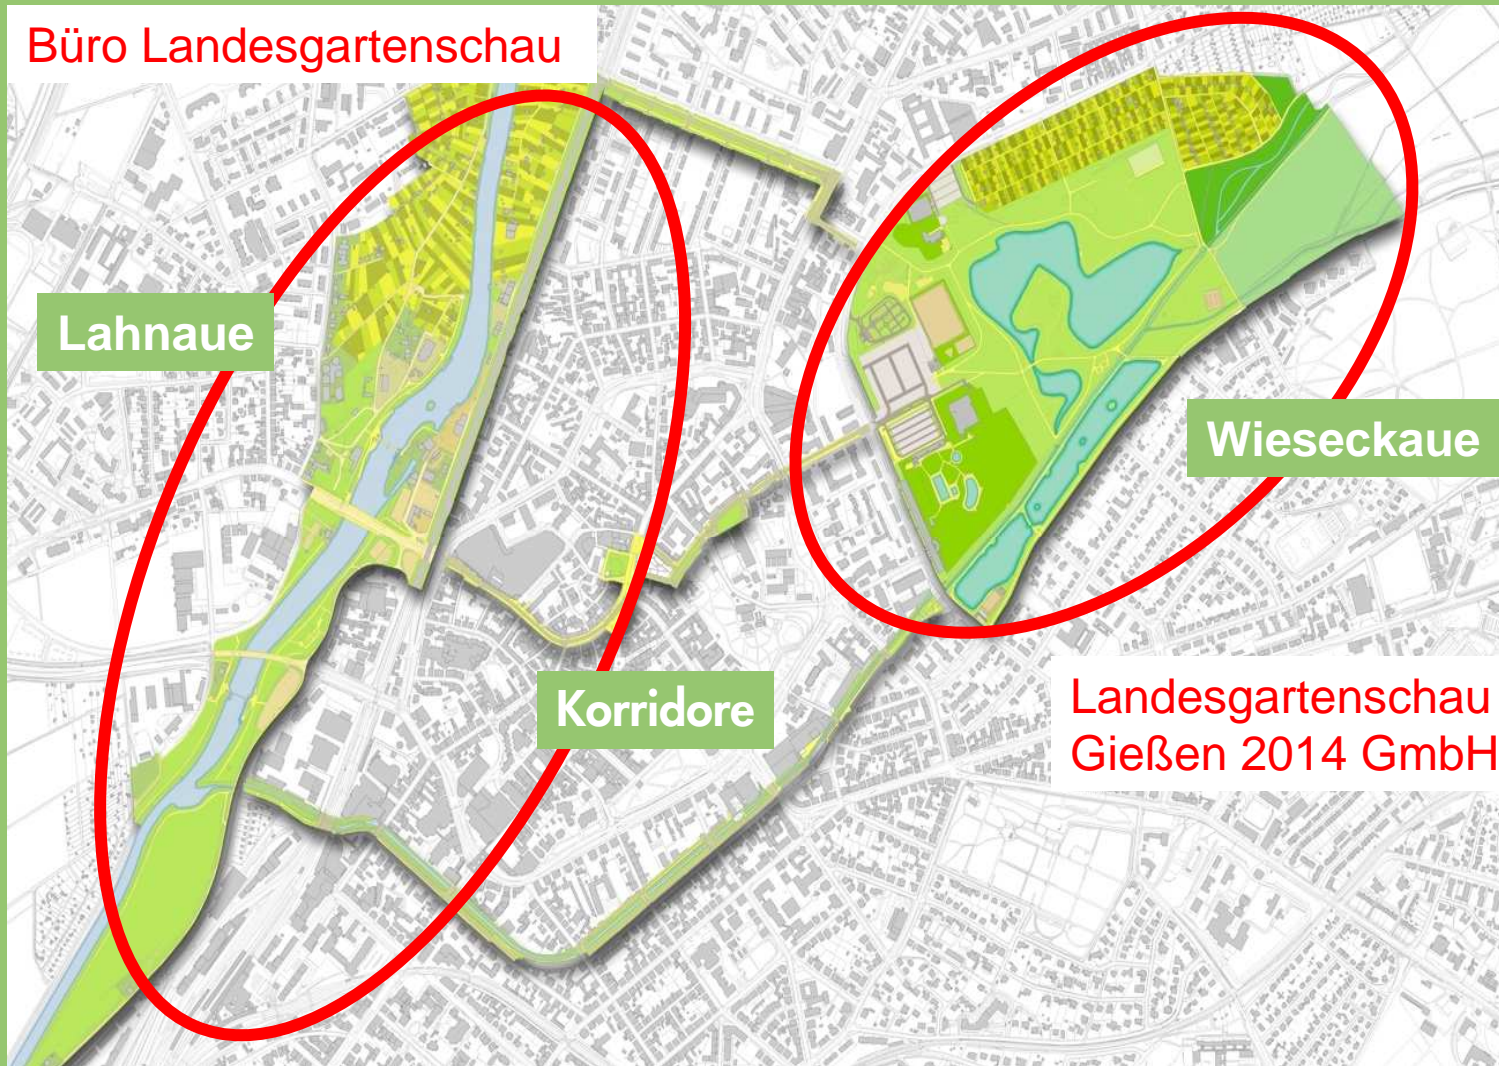 Büro Landesgartenschau
Lahnaue
Wieseckaue
Korridore
Landesgartenschau
Gießen 2014 GmbH